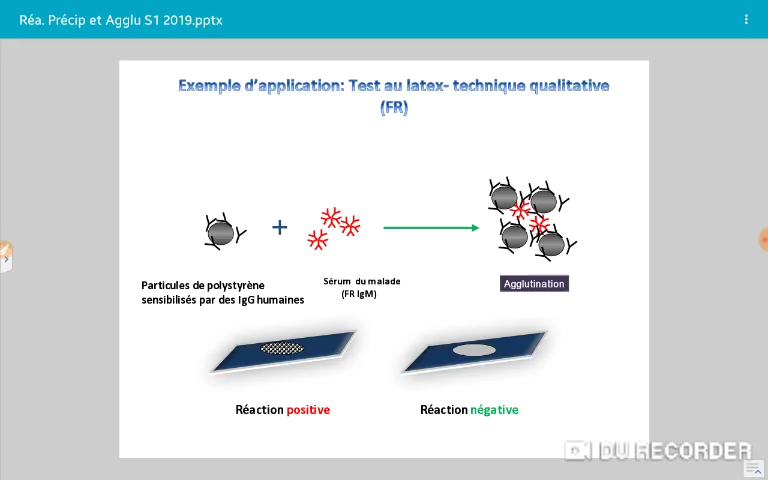 Réa. Précip et Agglu S1 2019.pptx
Exemple d'application: Test au latex- technique qualitative
(FR)
Particules de polystyrène
sensibilisés par des IgG humaines
Sérum du malade
(FR IgM)
Agglutination
Réaction positive
Réaction négative
DU RECORDER